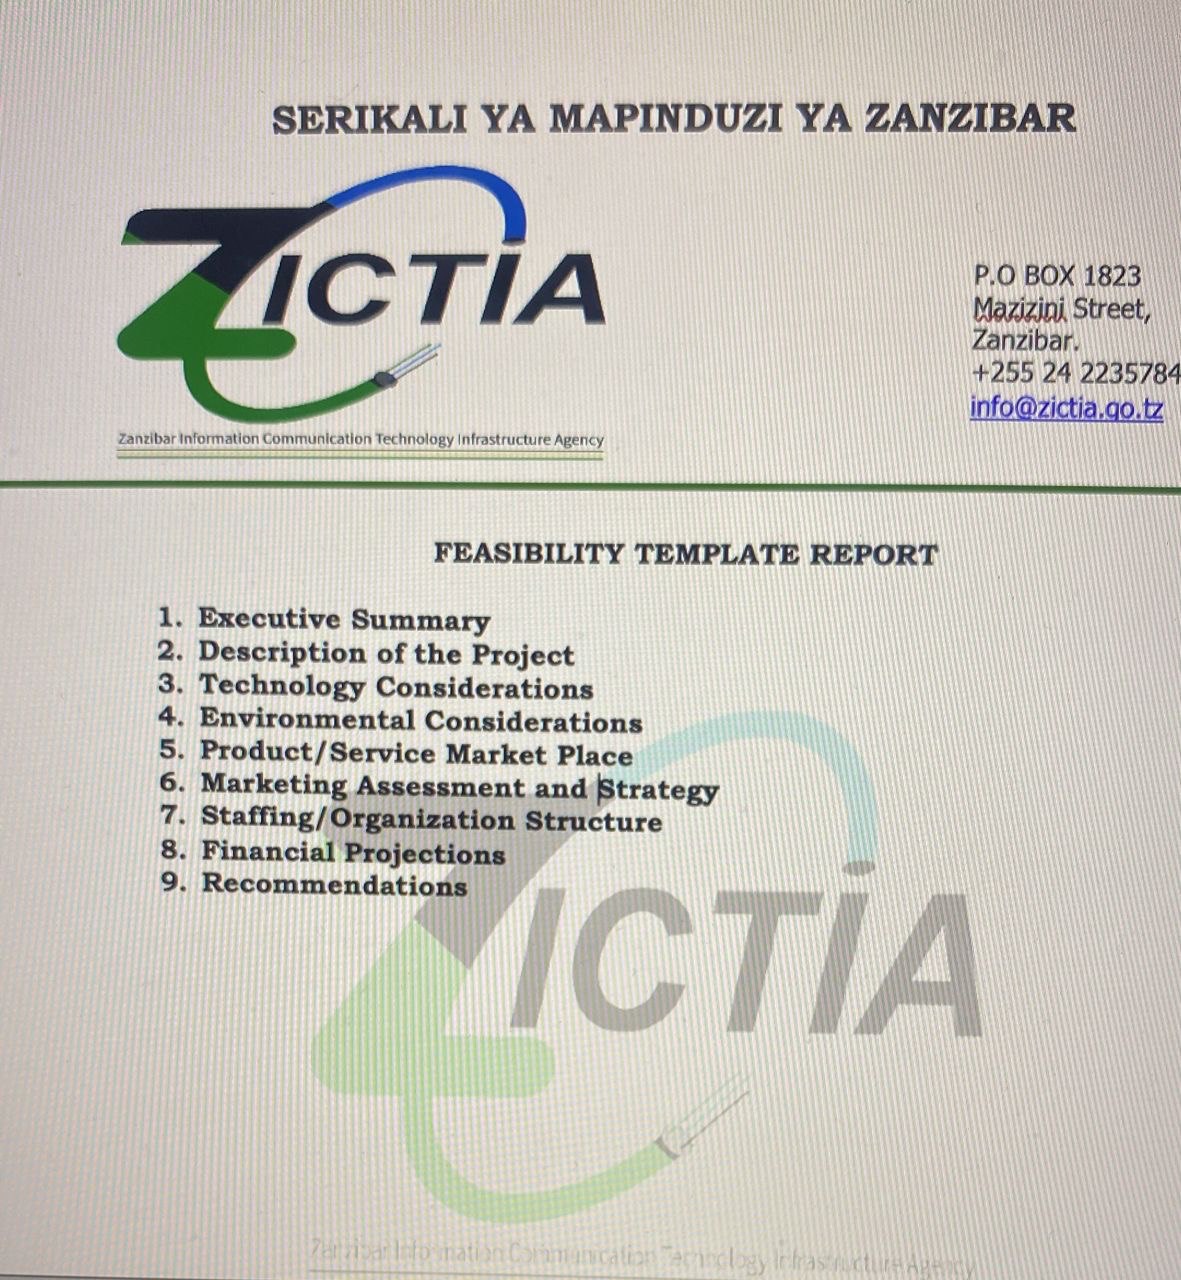 SERIKALI YA MAPINDUZI YA ZANZIBAR
ZICTIA
Zanzibar Information Communication Technology Infrastructure Agency
P.O BOX 1823
Mazizini Street,
Zanzibar.
+255 24 2235784
info@zictia.go.tz
FEASIBILITY TEMPLATE REPORT
1. Executive Summary
2. Description of the Project
3. Technology Considerations
4. Environmental Considerations
5. Product/Service Market Place
6. Marketing Assessment and Strategy
7. Staffing/Organization Structure
8. Financial Projections
9. Recommendations
ZICTIA
Zanzibar Information Communication Technology Infrastructure Agency